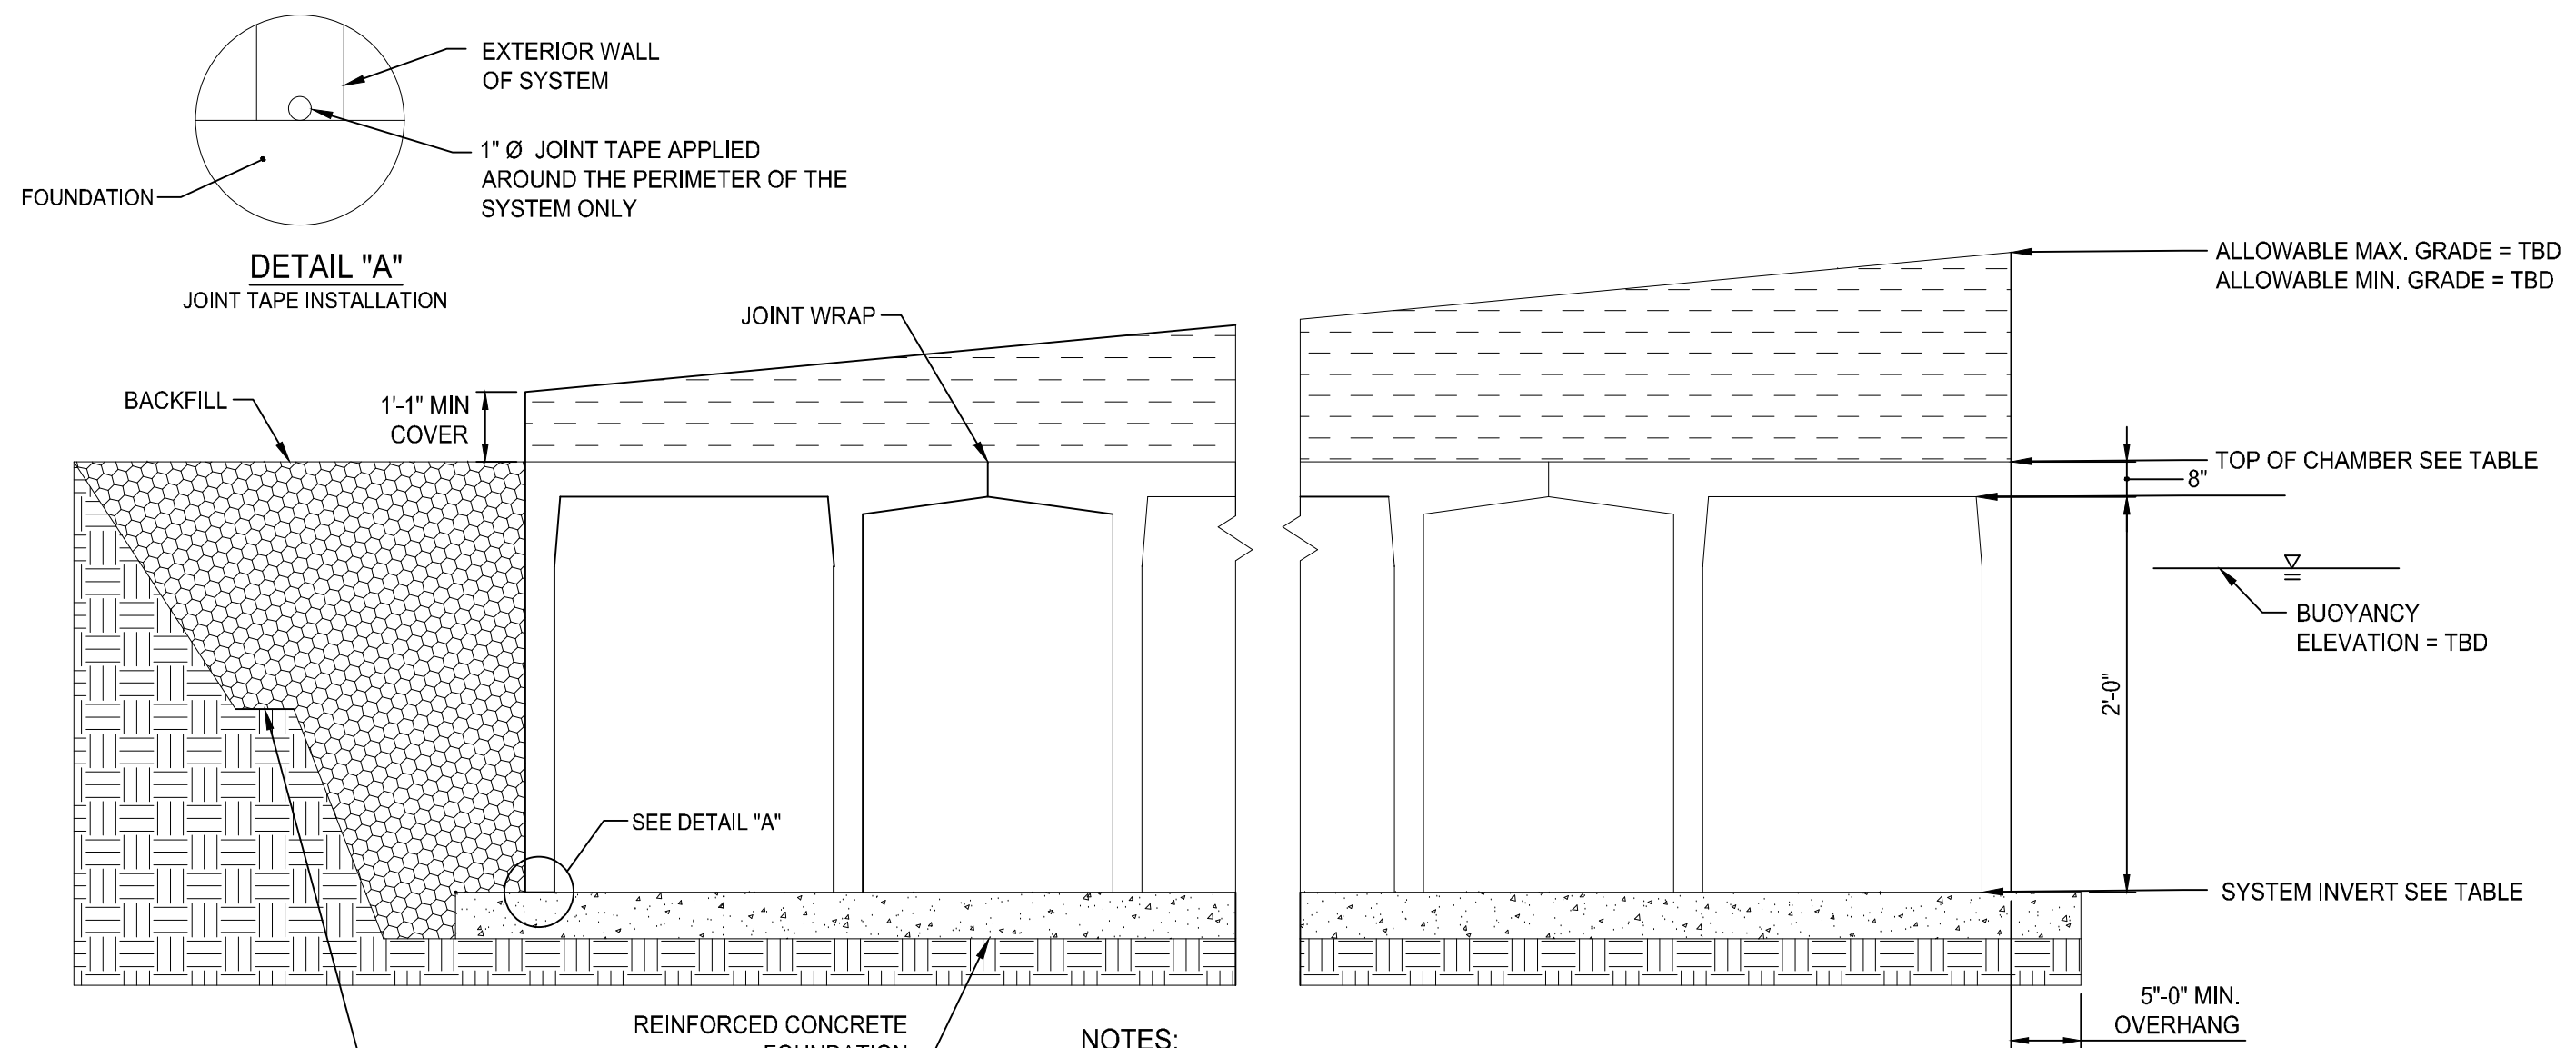 EXTERIOR WALL
OF SYSTEM
1" Ø JOINT TAPE APPLIED
AROUND THE PERIMETER OF THE
SYSTEM ONLY
FOUNDATION
DETAIL "A"
JOINT TAPE INSTALLATION
JOINT WRAP
BACKFILL
1'-1" MIN
COVER
ALLOWABLE MAX. GRADE = TBD
ALLOWABLE MIN. GRADE = TBD
TOP OF CHAMBER SEE TABLE
8"
BUOYANCY
ELEVATION = TBD
2'-0"
SEE DETAIL "A"
SYSTEM INVERT SEE TABLE
5"-0" MIN.
OVERHANG
REINFORCED CONCRETE
FOUNDATION
NOTES: